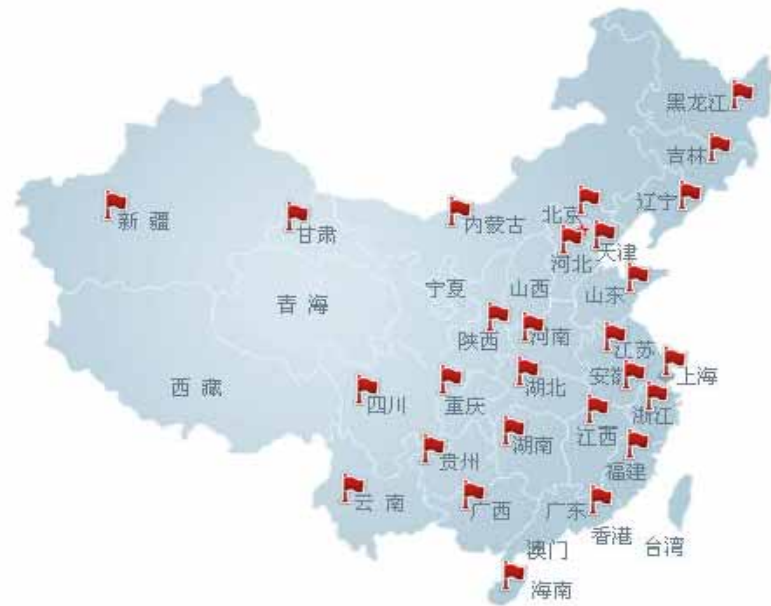 黑龙江
吉林
辽宁
北京
新 疆
内蒙古
甘肃
天津
河北
宁夏
山西
山东
青 海
陕西
河南
江苏
安徽
上海
湖北
西 藏
四川
重庆
浙江
江西
湖南
贵州
福建
云 南
广西
广东
香港
台湾
澳门
海南